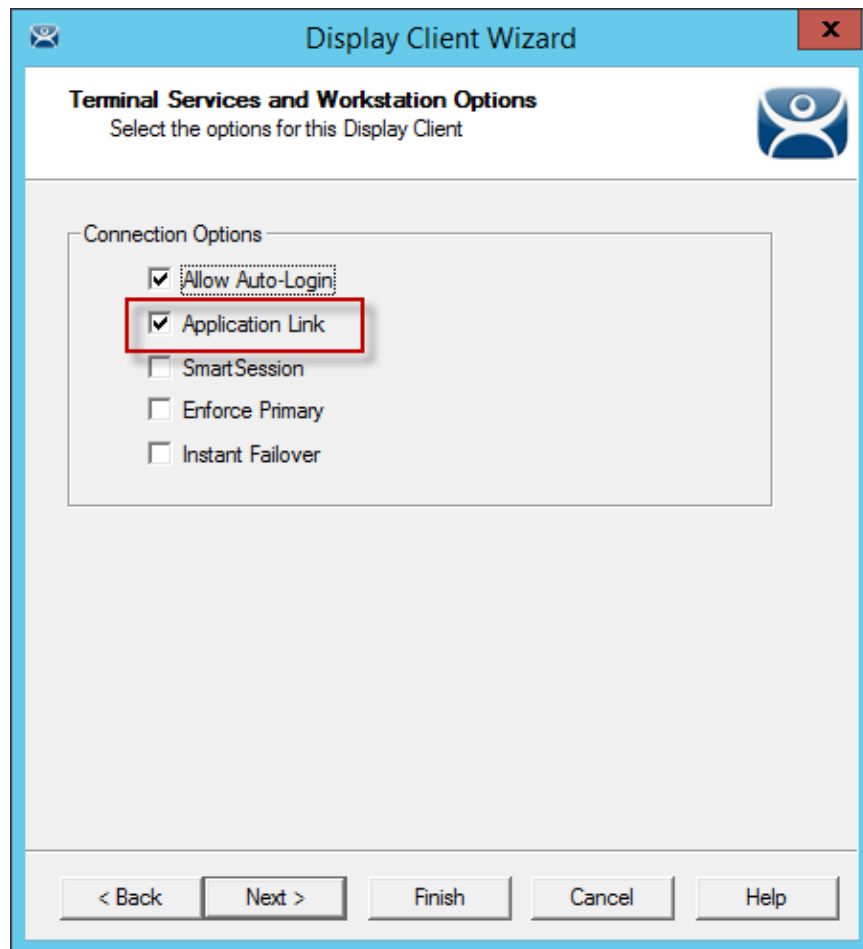 Display Client Wizard
x
Terminal Services and Workstation Options
Select the options for this Display Client
Connection Options
Allow Auto-Login
Application Link
SmartSession
Enforce Primary
Instant Failover
< Back Next > Finish Cancel Help